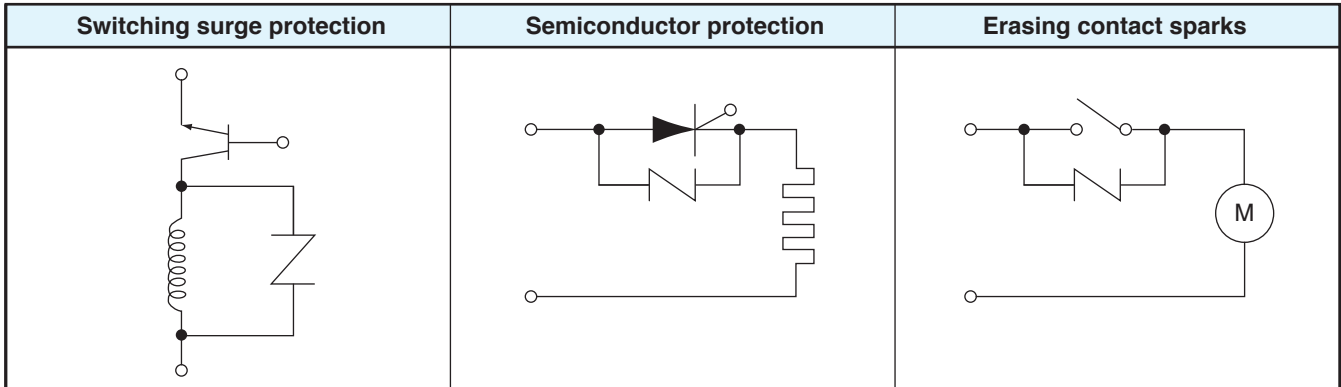 Switching surge protection
Semiconductor protection
Erasing contact sparks
M